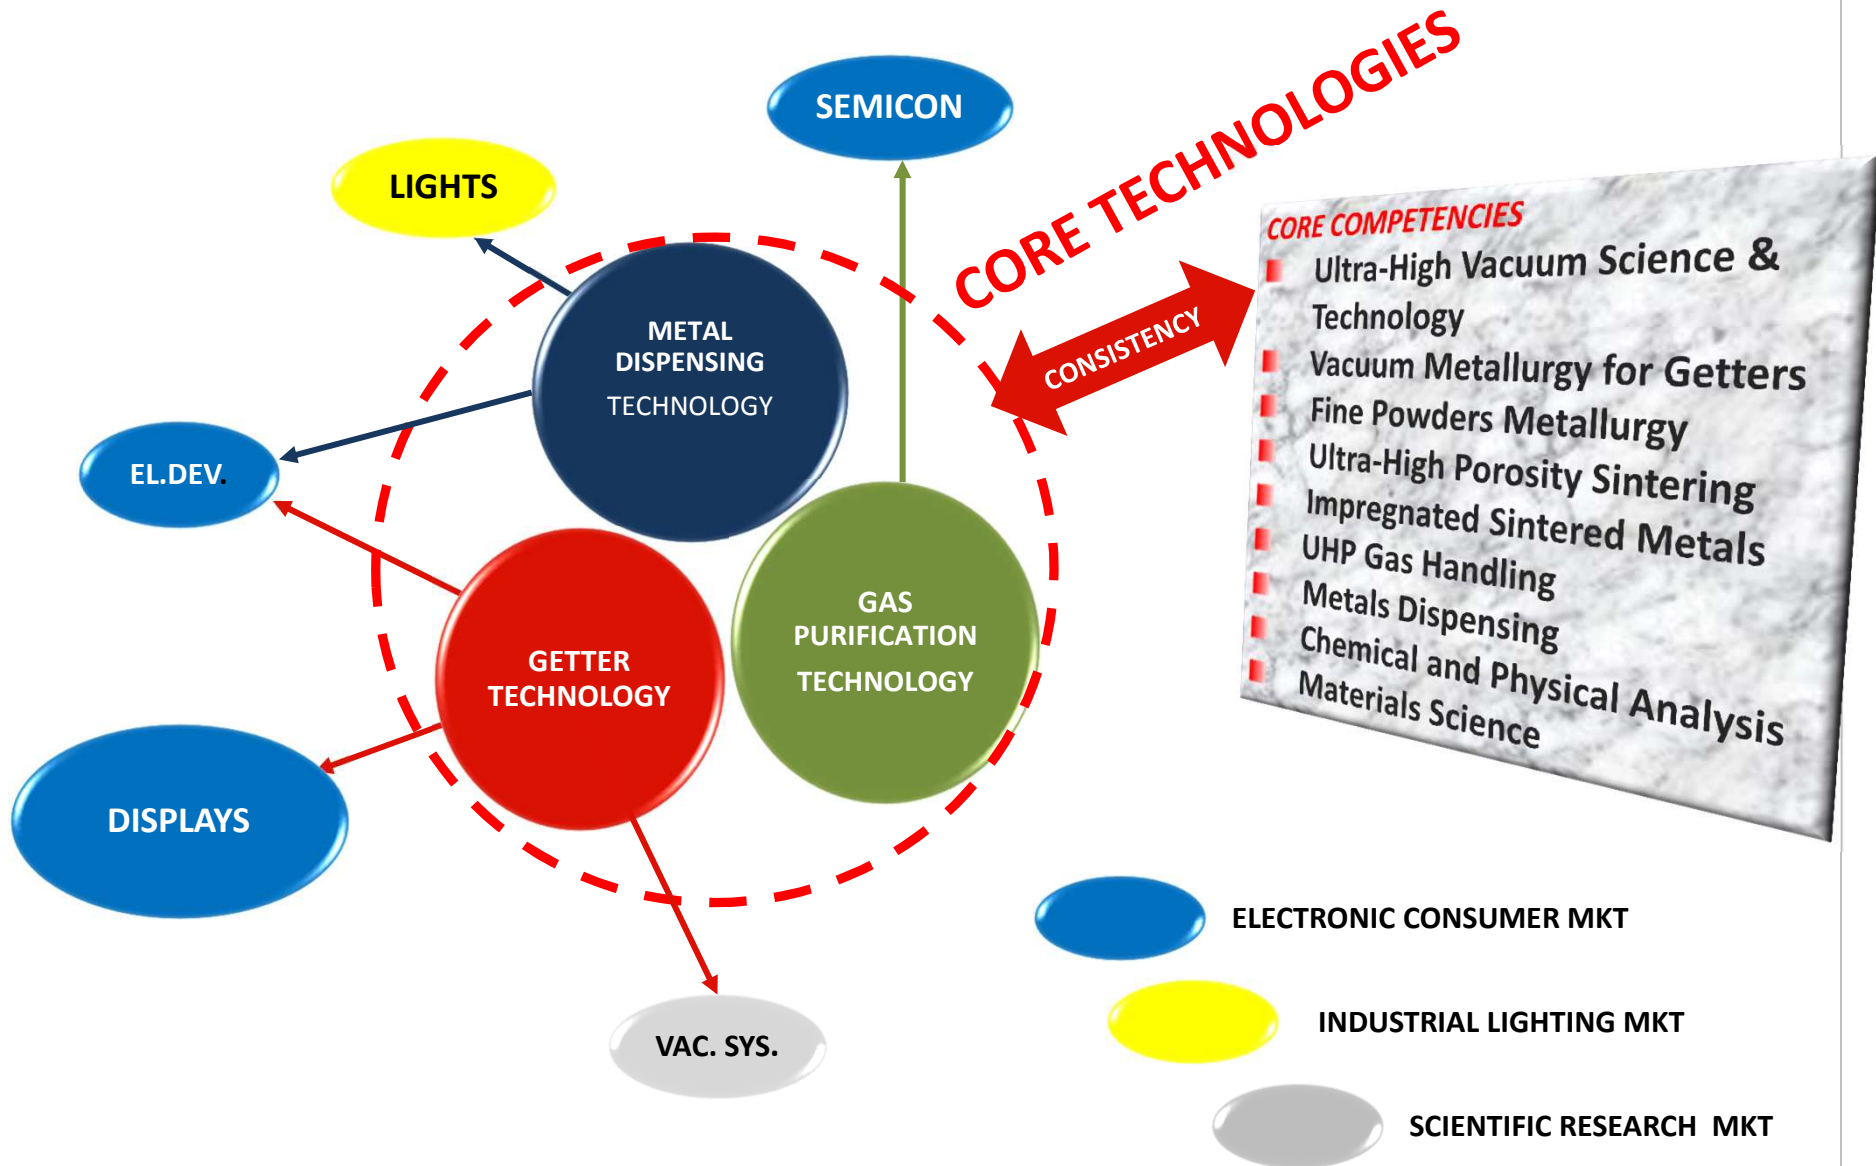 SEMICON
CORE TECHNOLOGIES
LIGHTS
CORE COMPETENCIES
Ultra-High Vacuum Science &
Technology
Vacuum Metallurgy for Getters
Fine Powders Metallurgy
Ultra-High Porosity Sintering
Impregnated Sintered Metals
UHP Gas Handling
Metals Dispensing
Chemical and Physical Analysis
Materials Science
CONSISTENCY
METAL
DISPENSING
TECHNOLOGY
EL.DEV.
GAS
PURIFICATION
TECHNOLOGY
GETTER
TECHNOLOGY
DISPLAYS
VAC. SYS.
ELECTRONIC CONSUMER MKT
INDUSTRIAL LIGHTING MKT
SCIENTIFIC RESEARCH MKT